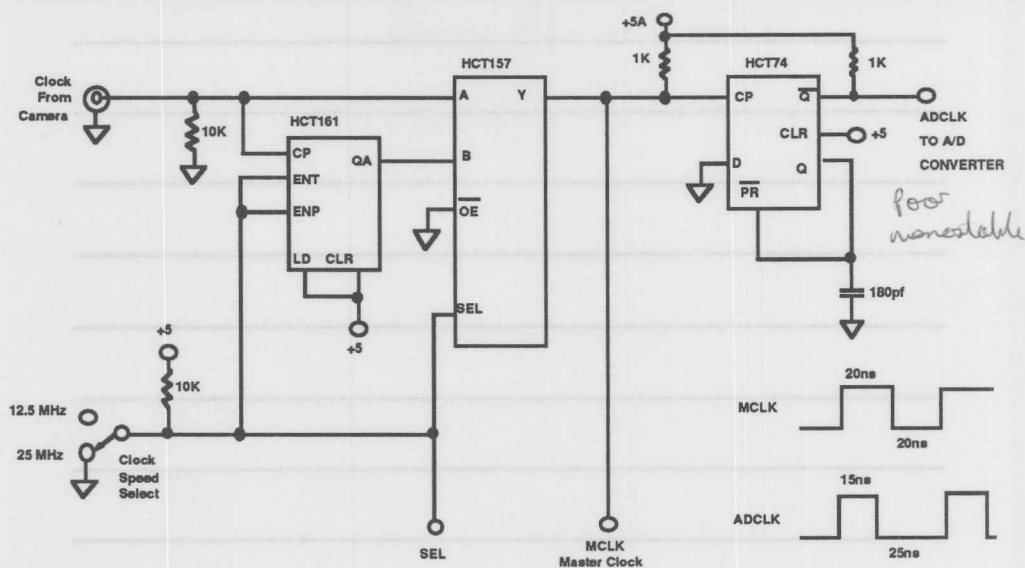 +5A
HCT157
1K
HCT74
1K
Clock
From
Camera
A
Y
CP
Q
ADCLK
TO A/D
CONVERTER
10K
HCT161
CLR
+5
CP
QA
B
D
Q
ENT
PR
ENP
OE
Poor
monostable
LD
CLR
180pf
SEL
+5
+5
10K
12.5 MHz
25 MHz
Clock
Speed
Select
SEL
MCLK
Master Clock
20ns
MCLK
20ns
15ns
ADCLK
25ns